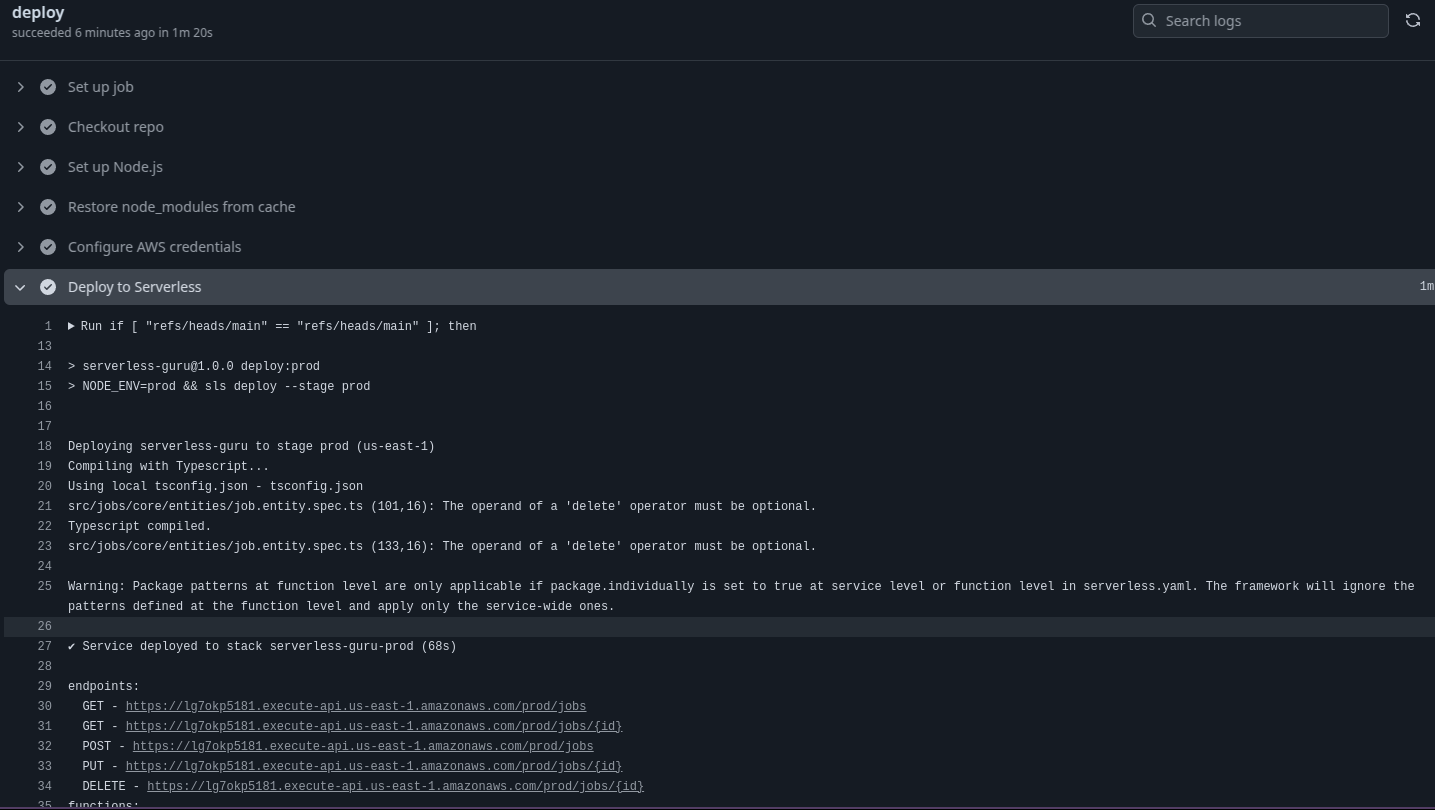 deploy
succeeded 6 minutes ago in 1m 20s
Search logs
Set up job
Checkout repo
Set up Node.js
Restore node_modules from cache
Configure AWS credentials
Deploy to Serverless 1m
1 Run if [ "refs/heads/main" == "refs/heads/main" ]; then
13
14 > serverless-guru@1.0.0 deploy:prod
15 > NODE_ENV=prod && sls deploy --stage prod
16
17
18 Deploying serverless-guru to stage prod (us-east-1)
19 Compiling with Typescript...
20 Using local tsconfig.json - tsconfig.json
21 src/jobs/core/entities/job.entity.spec.ts (101,16): The operand of a 'delete' operator must be optional.
22 Typescript compiled.
23 src/jobs/core/entities/job.entity.spec.ts (133,16): The operand of a 'delete' operator must be optional.
24
25 Warning: Package patterns at function level are only applicable if package.individually is set to true at service level or function level in serverless.yaml. The framework will ignore the
patterns defined at the function level and apply only the service-wide ones.
26
27 ✔ Service deployed to stack serverless-guru-prod (68s)
28
29 endpoints:
30 GET - https://lg7okp5181.execute-api.us-east-1.amazonaws.com/prod/jobs
31 GET - https://lg7okp5181.execute-api.us-east-1.amazonaws.com/prod/jobs/{id}
32 POST - https://lg7okp5181.execute-api.us-east-1.amazonaws.com/prod/jobs
33 PUT - https://lg7okp5181.execute-api.us-east-1.amazonaws.com/prod/jobs/{id}
34 DELETE - https://lg7okp5181.execute-api.us-east-1.amazonaws.com/prod/jobs/{id}
35 functions: